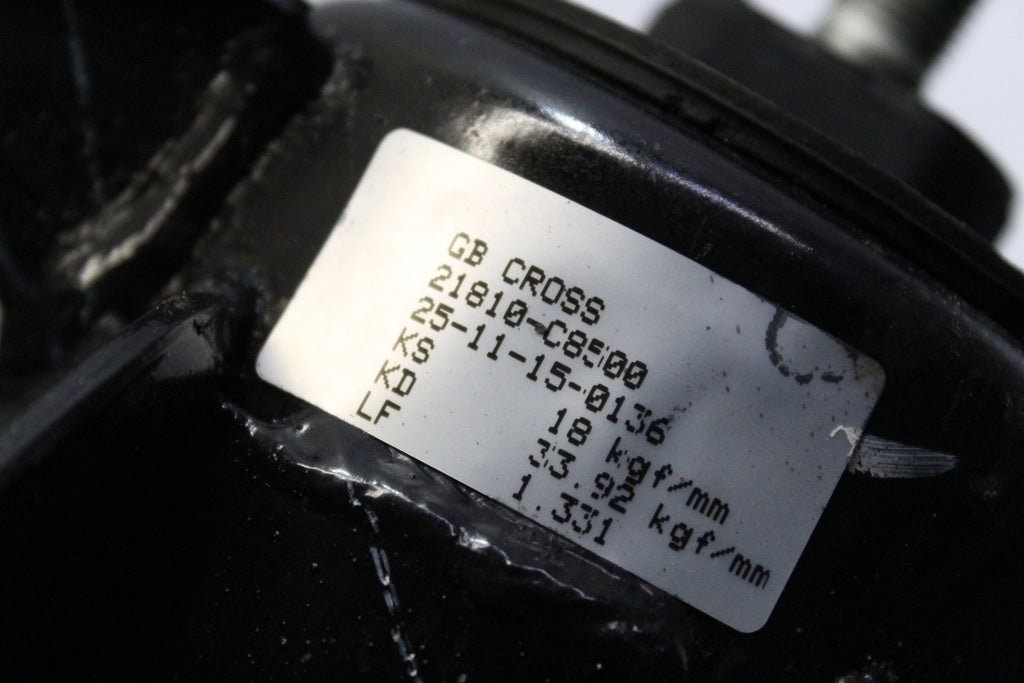 GB CROSS
21810-C8500
25-11-15-0136
KS 18 kgf/mm
KD 33.92 kgf/mm
LF 1.331